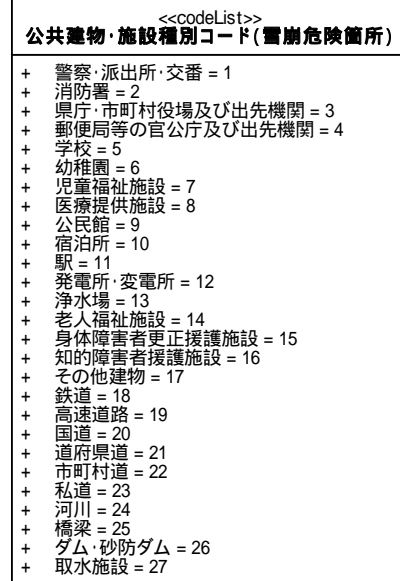 <<codeList>>
公共建物･施設種別コード(雪崩危険箇所)
+ 警察･派出所･交番 = 1
+ 消防署 = 2
+ 県庁･市町村役場及び出先機関 = 3
+ 郵便局等の官公庁及び出先機関 = 4
+ 学校 = 5
+ 幼稚園 = 6
+ 児童福祉施設 = 7
+ 医療提供施設 = 8
+ 公民館 = 9
+ 宿泊所 = 10
+ 駅 = 11
+ 発電所･変電所 = 12
+ 浄水場 = 13
+ 老人福祉施設 = 14
+ 身体障害者更正援護施設 = 15
+ 知的障害者援護施設 = 16
+ その他建物 = 17
+ 鉄道 = 18
+ 高速道路 = 19
+ 国道 = 20
+ 道府県道 = 21
+ 市町村道 = 22
+ 私道 = 23
+ 河川 = 24
+ 橋梁 = 25
+ ダム･砂防ダム = 26
+ 取水施設 = 27